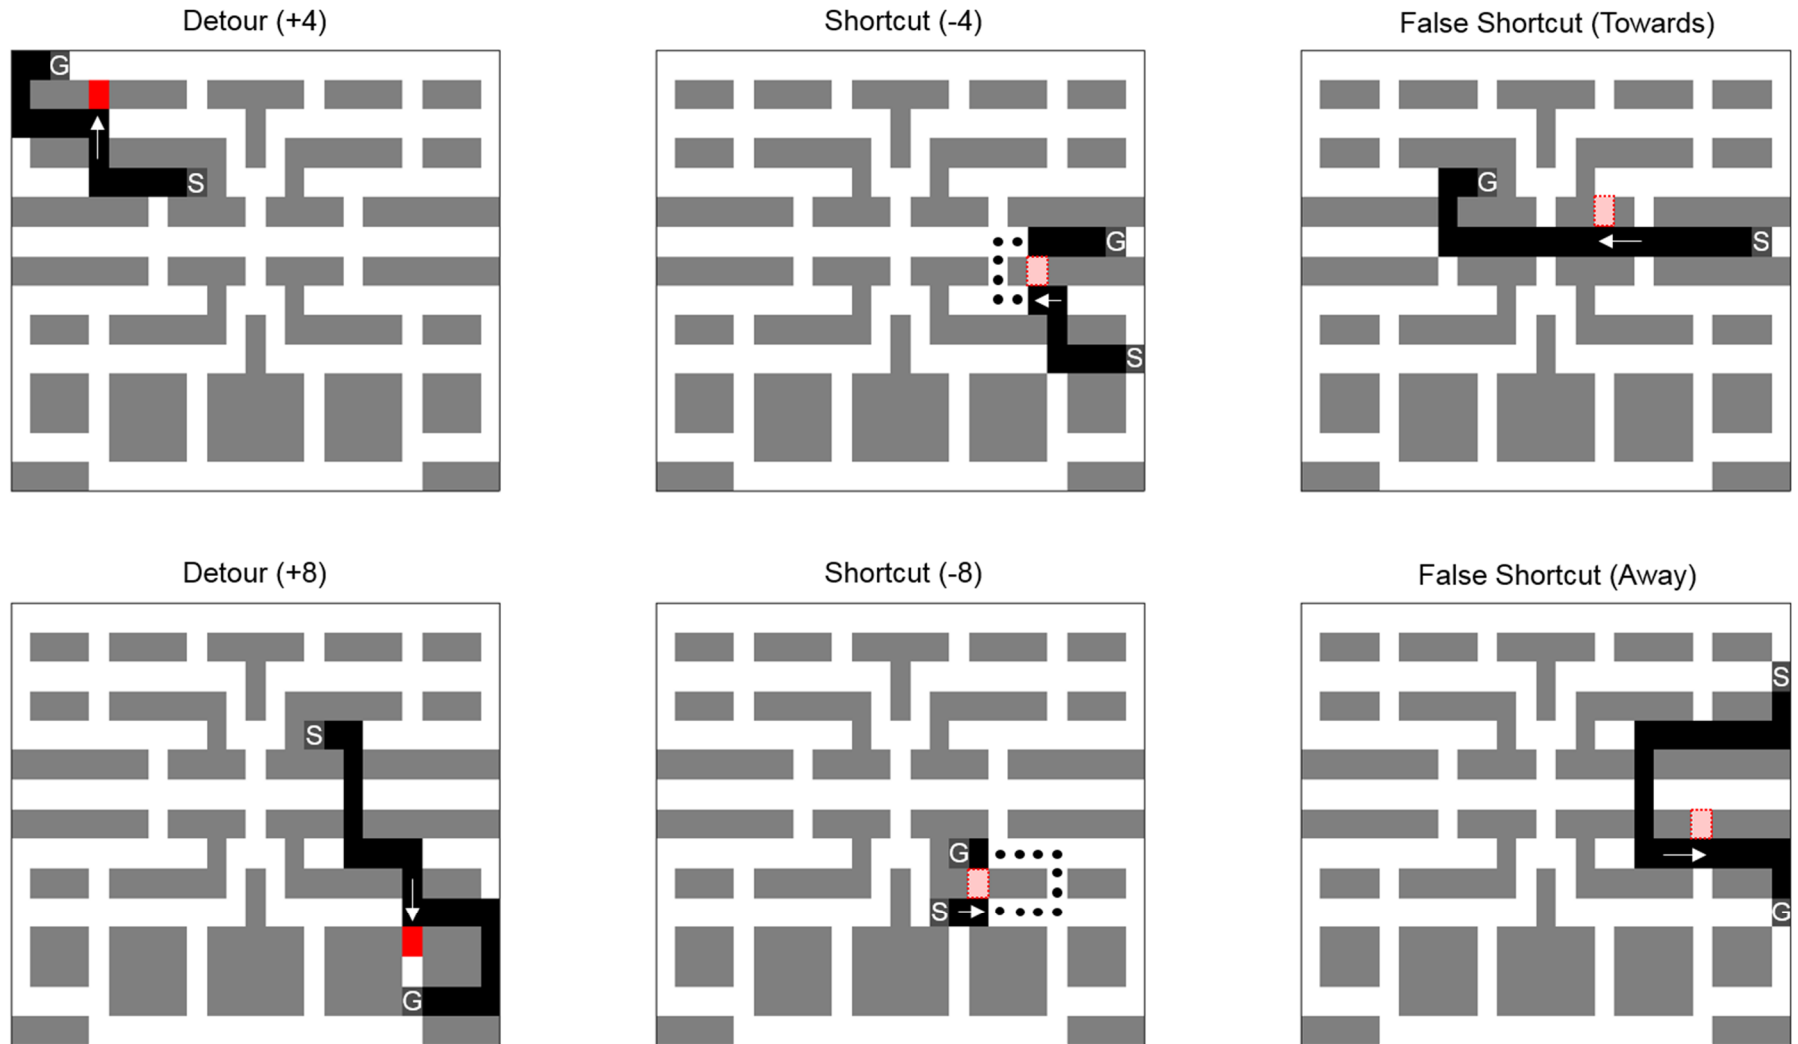 Detour (+4)
Shortcut (-4)
False Shortcut (Towards)
G
S
G
S
G
S
Detour (+8)
Shortcut (-8)
False Shortcut (Away)
S
G
G
S
S
G